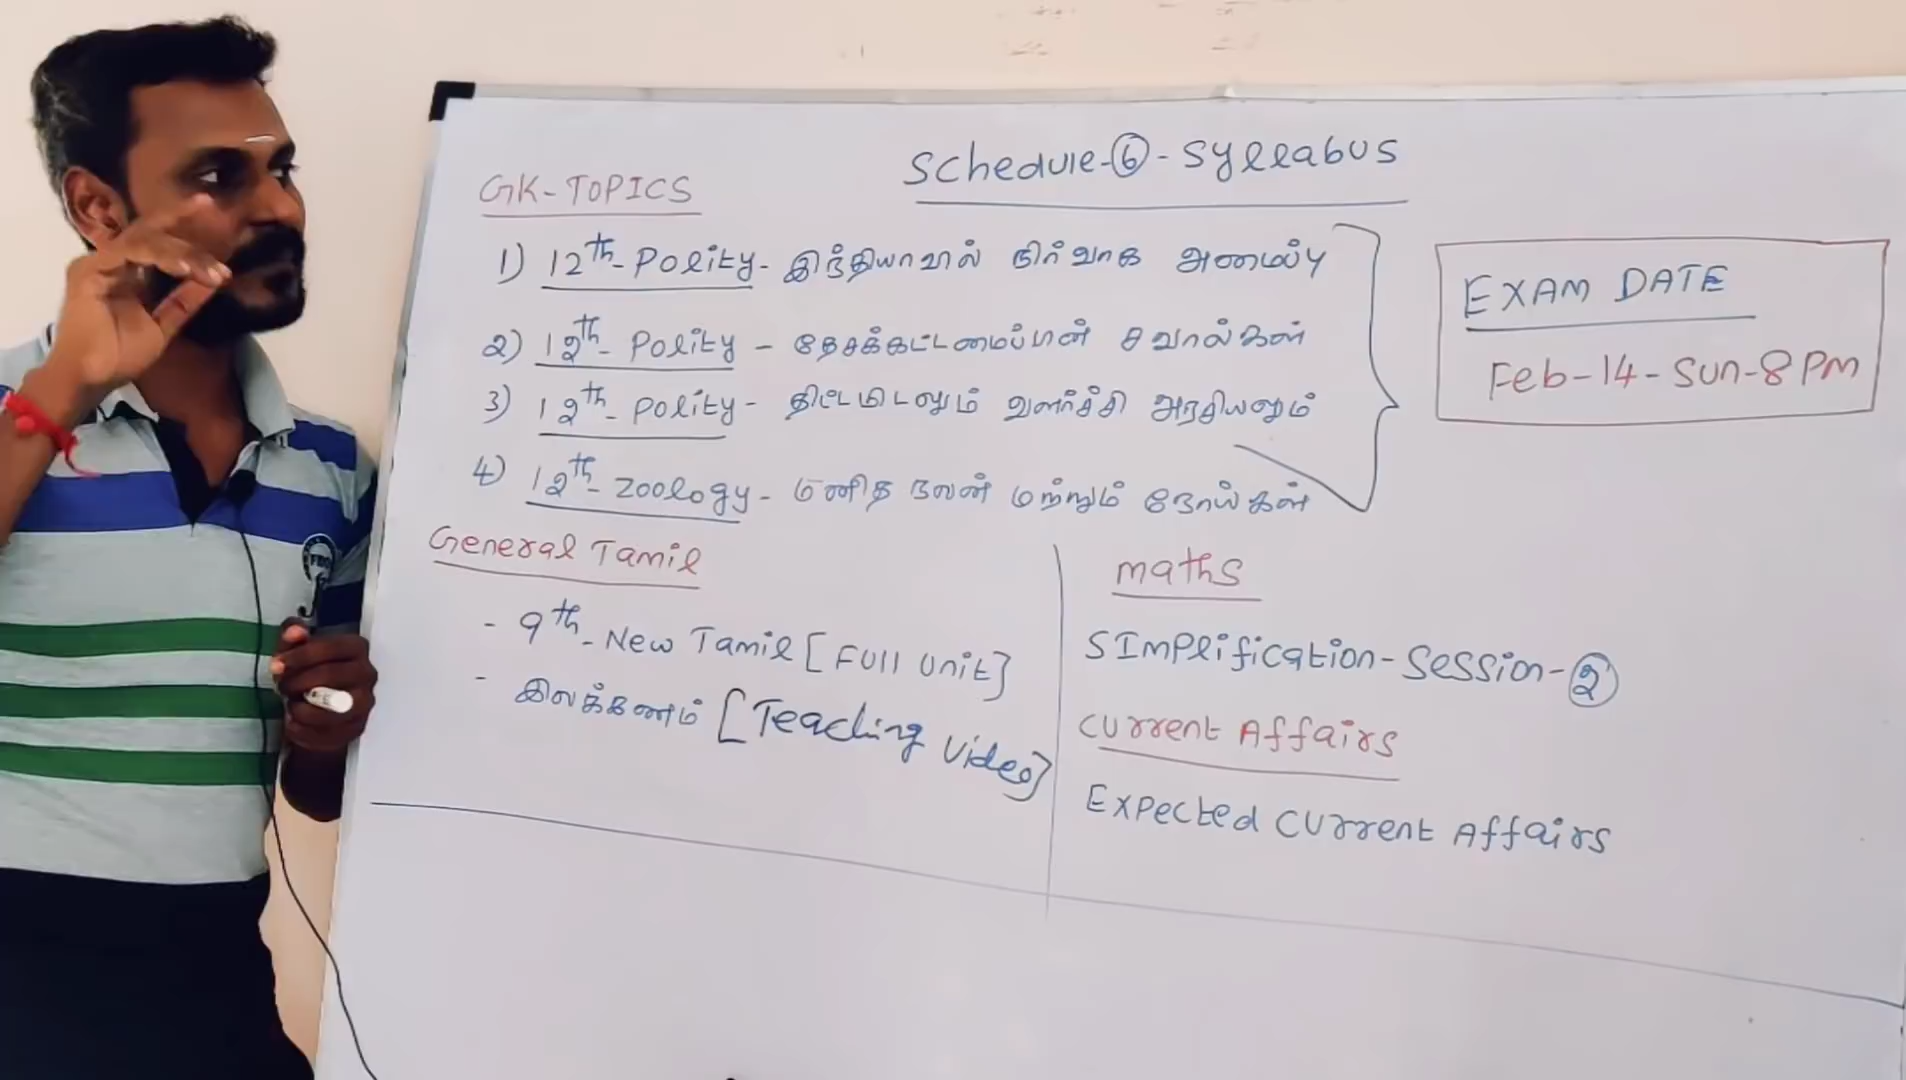 Schedule-⑥-Syllabus
GK-TOPICS
1) 12th-Polity- இந்தியாவில் நிர்வாக அமைப்பு
2) 12th-Polity - தேசக்கட்டமைப்பின் சவால்கள்
3) 12th-Polity- திட்டமிடலும் வளர்ச்சி அரசியலும்
4) 12th-Zoology- மனித நலன் மற்றும் நோய்கள்
EXAM DATE
Feb-14-Sun-8PM
General Tamil
- 9th-New Tamil [Full Unit]
- இலக்கணம் [Teaching Video]
maths
SImplification-Session-②
Current Affairs
Expected Current Affairs